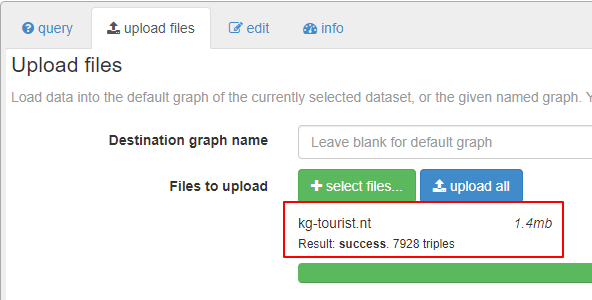 query upload files edit info
Upload files
Load data into the default graph of the currently selected dataset, or the given named graph.
Destination graph name Leave blank for default graph
Files to upload select files... upload all
kg-tourist.nt 1.4mb
Result: success. 7928 triples